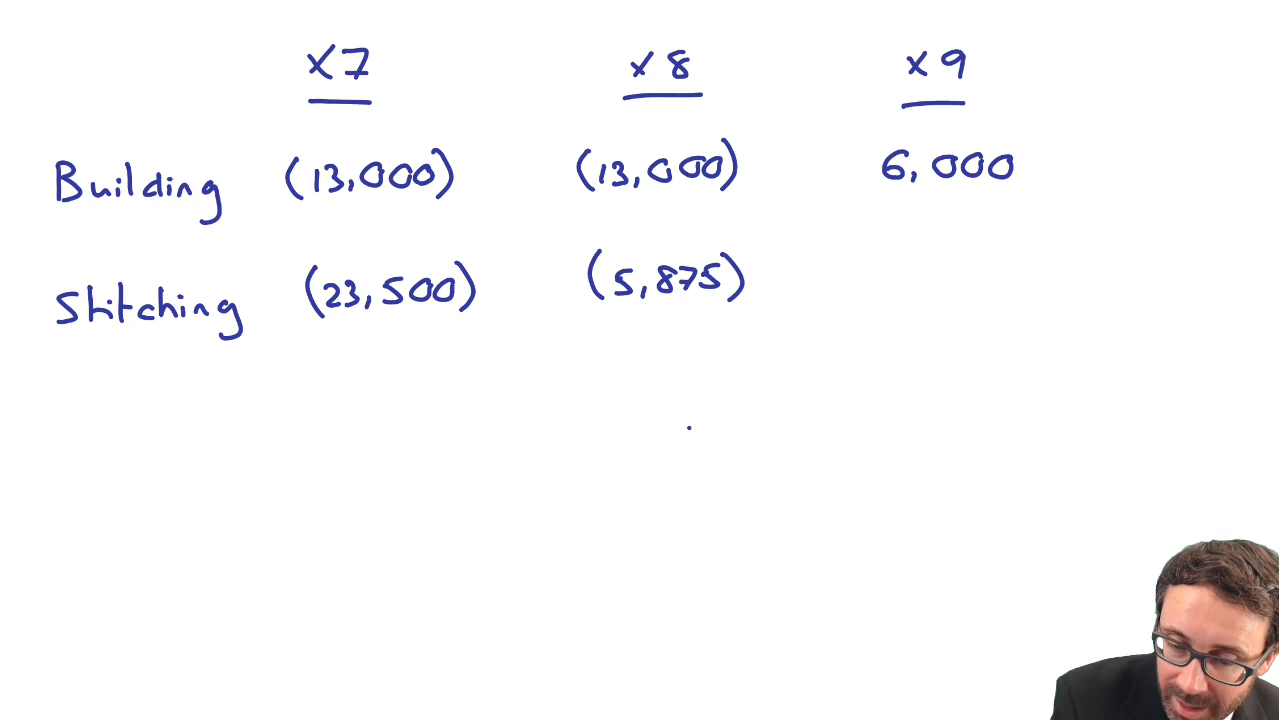 x7 x8 x9
Building (13,000) (13,000) 6,000
Stitching (23,500) (5,875)